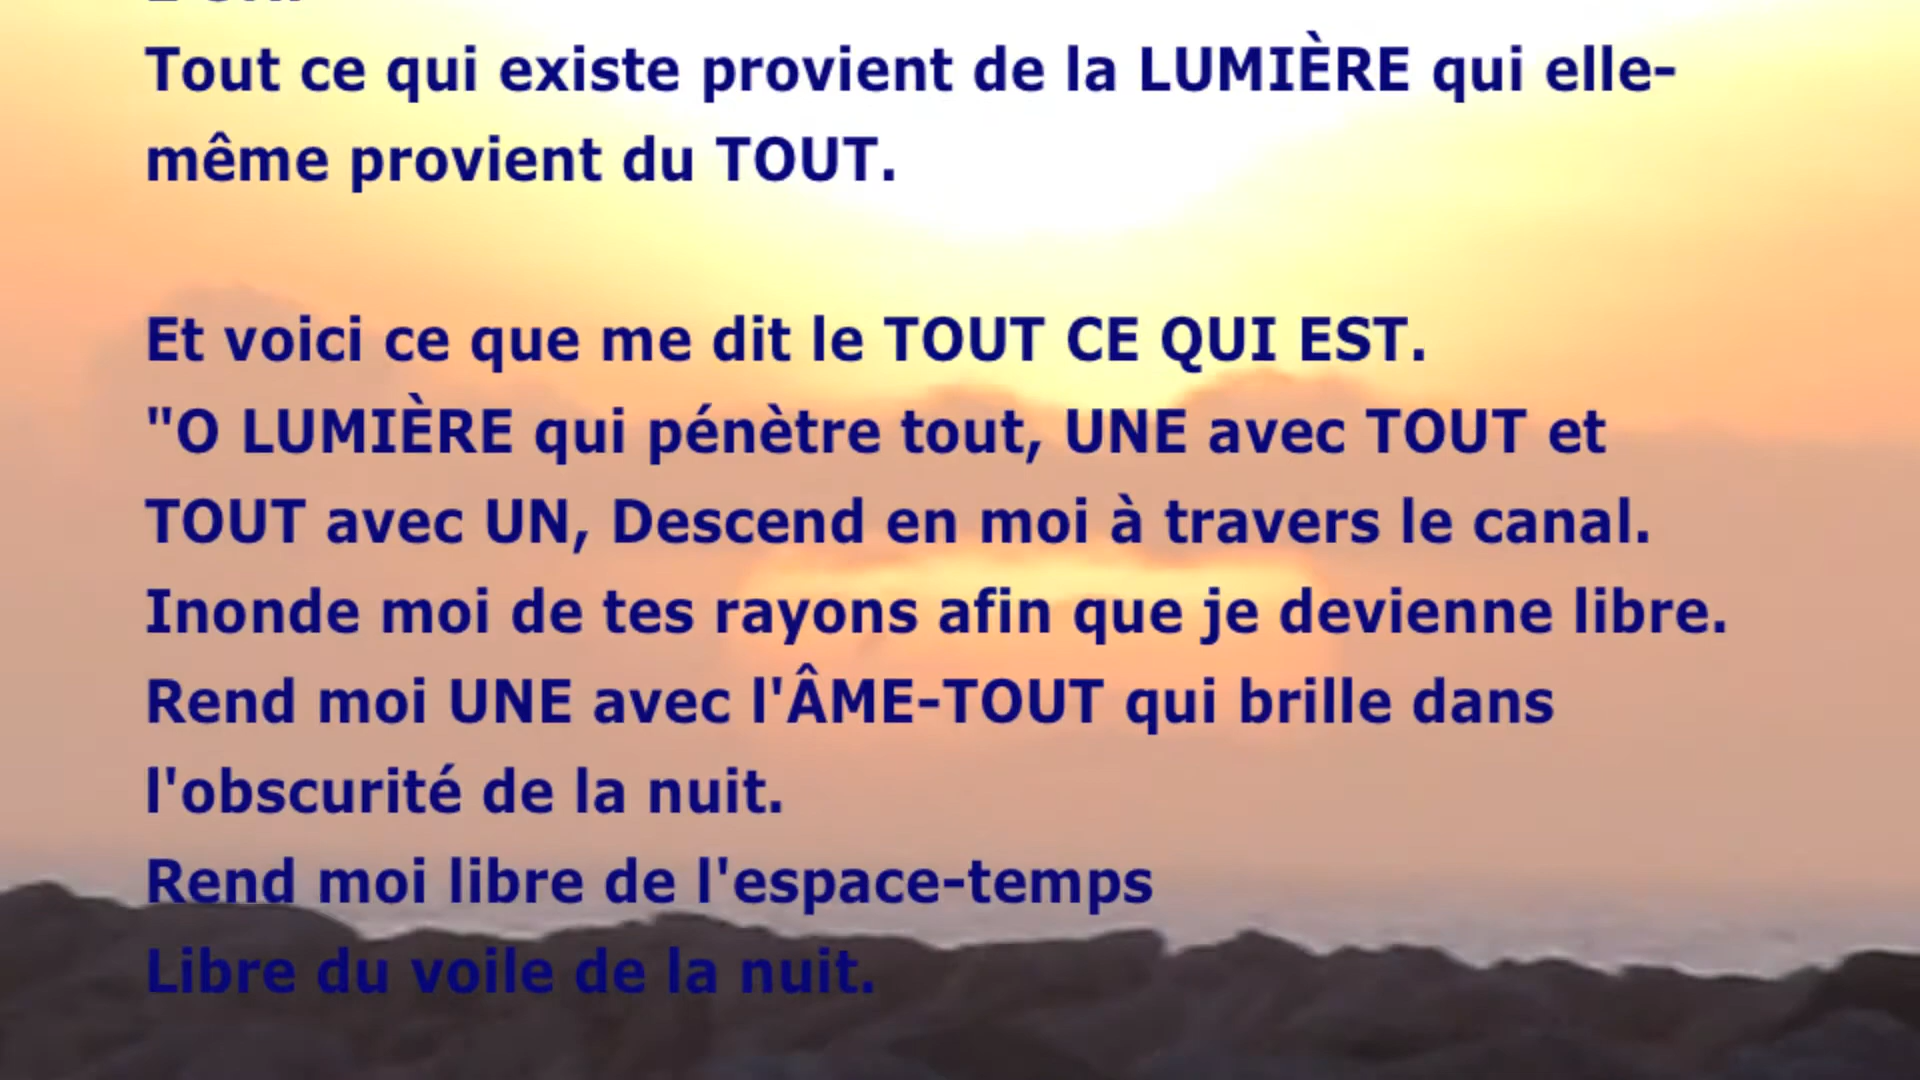 Tout ce qui existe provient de la LUMIÈRE qui elle-
même provient du TOUT.
Et voici ce que me dit le TOUT CE QUI EST.
"O LUMIÈRE qui pénètre tout, UNE avec TOUT et
TOUT avec UN, Descend en moi à travers le canal.
Inonde moi de tes rayons afin que je devienne libre.
Rend moi UNE avec l'ÂME-TOUT qui brille dans
l'obscurité de la nuit.
Rend moi libre de l'espace-temps
Libre du voile de la nuit.